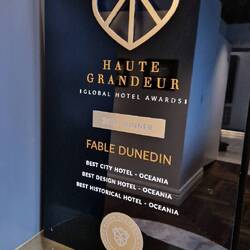 HAUTE
GRANDEUR
GLOBAL HOTEL AWARDS
WINNER
FABLE DUNEDIN
BEST CITY HOTEL - OCEANIA
BEST DESIGN HOTEL - OCEANIA
BEST HISTORICAL HOTEL - OCEANIA